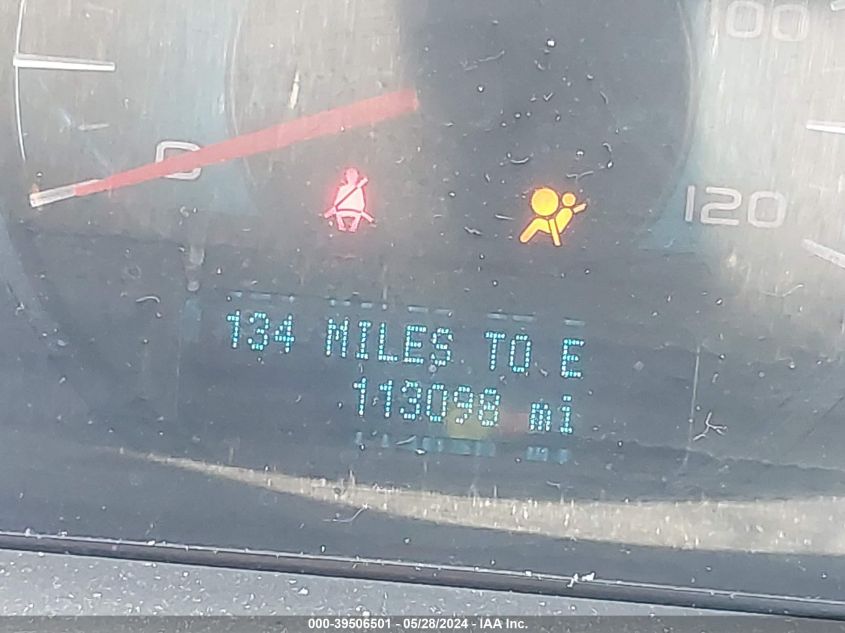 100
0
120
134 MILES TO E
113098 mi
000-39506501 - 05/28/2024 - IAA Inc.